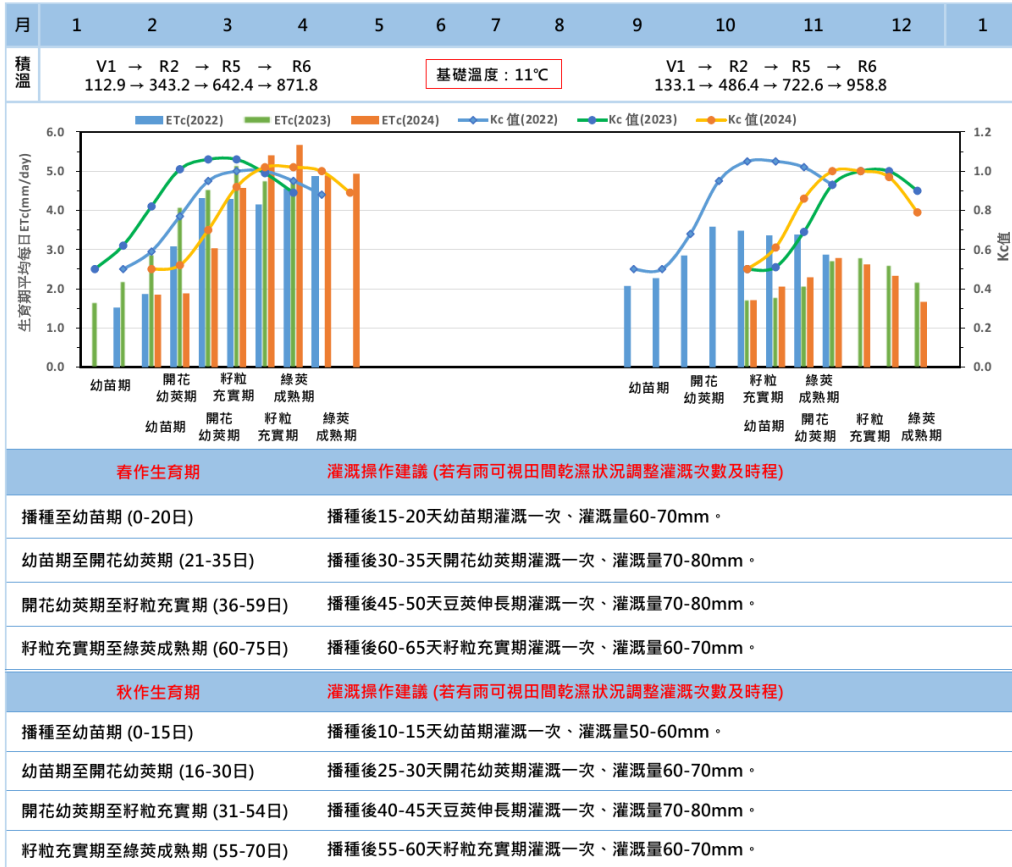 月 1 2 3 4 5 6 7 8 9 10 11 12 1
積溫
V1 → R2 → R5 → R6
112.9 → 343.2 → 642.4 → 871.8
基礎溫度：11℃
V1 → R2 → R5 → R6
133.1 → 486.4 → 722.6 → 958.8
ETc(2022) ETc(2023) ETc(2024) Kc 值(2022) Kc 值(2023) Kc 值(2024)
生育期平均每日 ETc(mm/day)
6.0
5.0
4.0
3.0
2.0
1.0
0.0
1.2
1.0
0.8
0.6
0.4
0.2
0.0
Kc值
幼苗期 開花幼莢期 籽粒充實期 綠莢成熟期
幼苗期 開花幼莢期 籽粒充實期 綠莢成熟期
幼苗期 開花幼莢期 籽粒充實期 綠莢成熟期
幼苗期 開花幼莢期 籽粒充實期 綠莢成熟期
春作生育期 灌溉操作建議 (若有雨可視田間乾濕狀況調整灌溉次數及時程)
播種至幼苗期 (0-20日) 播種後15-20天幼苗期灌溉一次、灌溉量60-70mm。
幼苗期至開花幼莢期 (21-35日) 播種後30-35天開花幼莢期灌溉一次、灌溉量70-80mm。
開花幼莢期至籽粒充實期 (36-59日) 播種後45-50天豆莢伸長期灌溉一次、灌溉量70-80mm。
籽粒充實期至綠莢成熟期 (60-75日) 播種後60-65天籽粒充實期灌溉一次、灌溉量60-70mm。
秋作生育期 灌溉操作建議 (若有雨可視田間乾濕狀況調整灌溉次數及時程)
播種至幼苗期 (0-15日) 播種後10-15天幼苗期灌溉一次、灌溉量50-60mm。
幼苗期至開花幼莢期 (16-30日) 播種後25-30天開花幼莢期灌溉一次、灌溉量60-70mm。
開花幼莢期至籽粒充實期 (31-54日) 播種後40-45天豆莢伸長期灌溉一次、灌溉量70-80mm。
籽粒充實期至綠莢成熟期 (55-70日) 播種後55-60天籽粒充實期灌溉一次、灌溉量60-70mm。